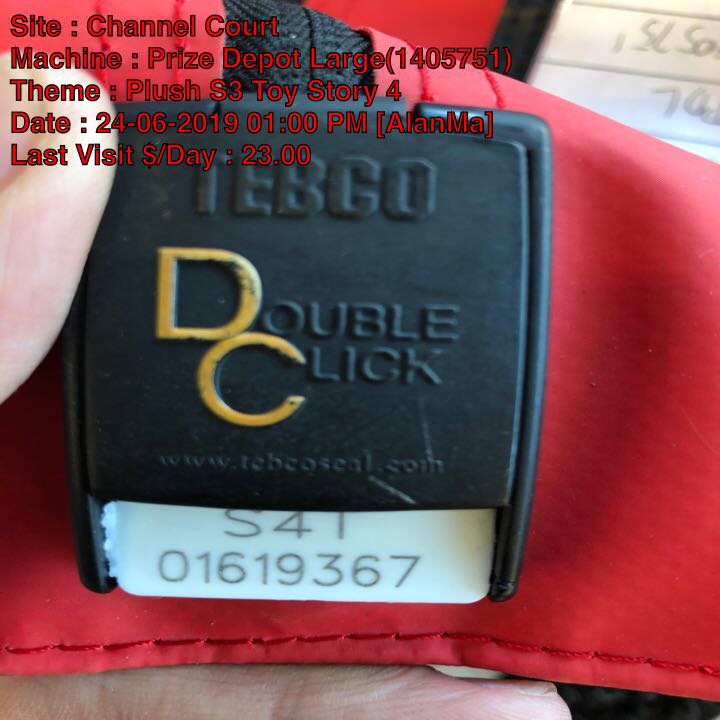 Site : Channel Court
Machine : Prize Depot Large(1405751)
Theme : Plush S3 Toy Story 4
Date : 24-06-2019 01:00 PM [AlanMa]
Last Visit $/Day : 23.00
TEBCO
DOUBLE
CLICK
www.tebcoseal.com
S4T
01619367